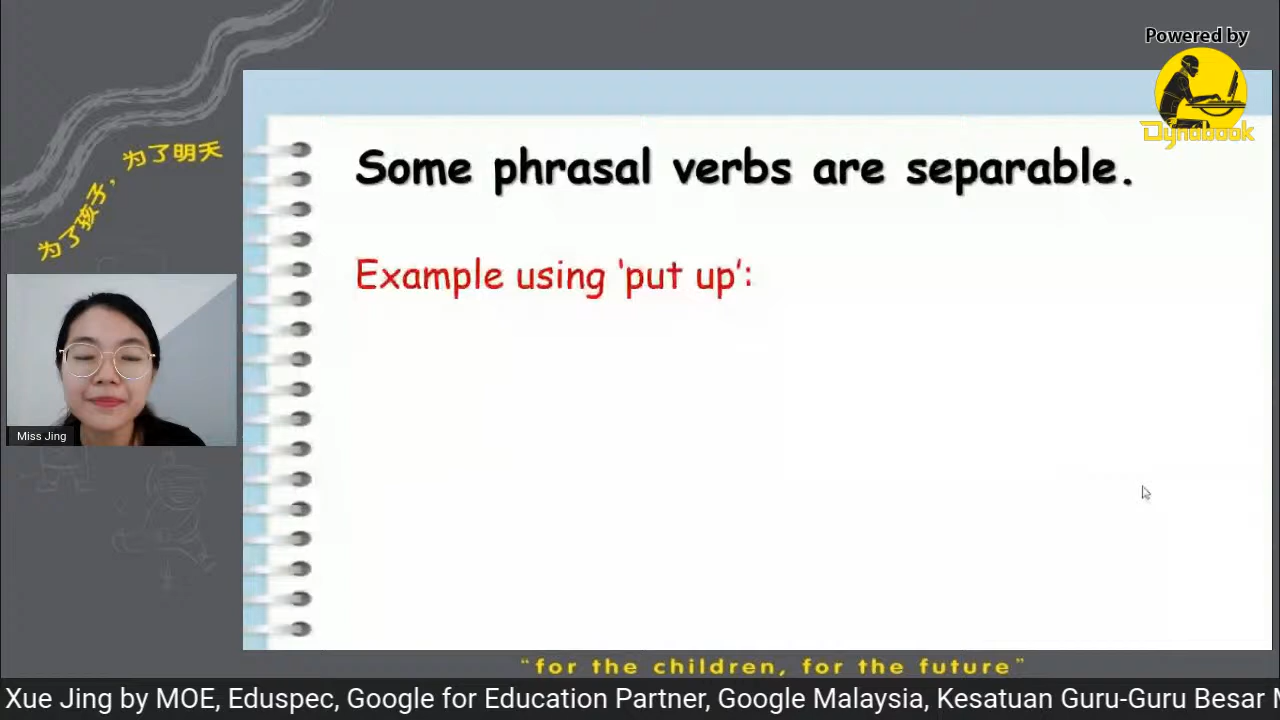 Powered by
Dynabook
为了孩子，为了明天
Some phrasal verbs are separable.
Example using ‘put up’:
Miss Jing
“for the children, for the future”
Xue Jing by MOE, Eduspec, Google for Education Partner, Google Malaysia, Kesatuan Guru-Guru Besar M